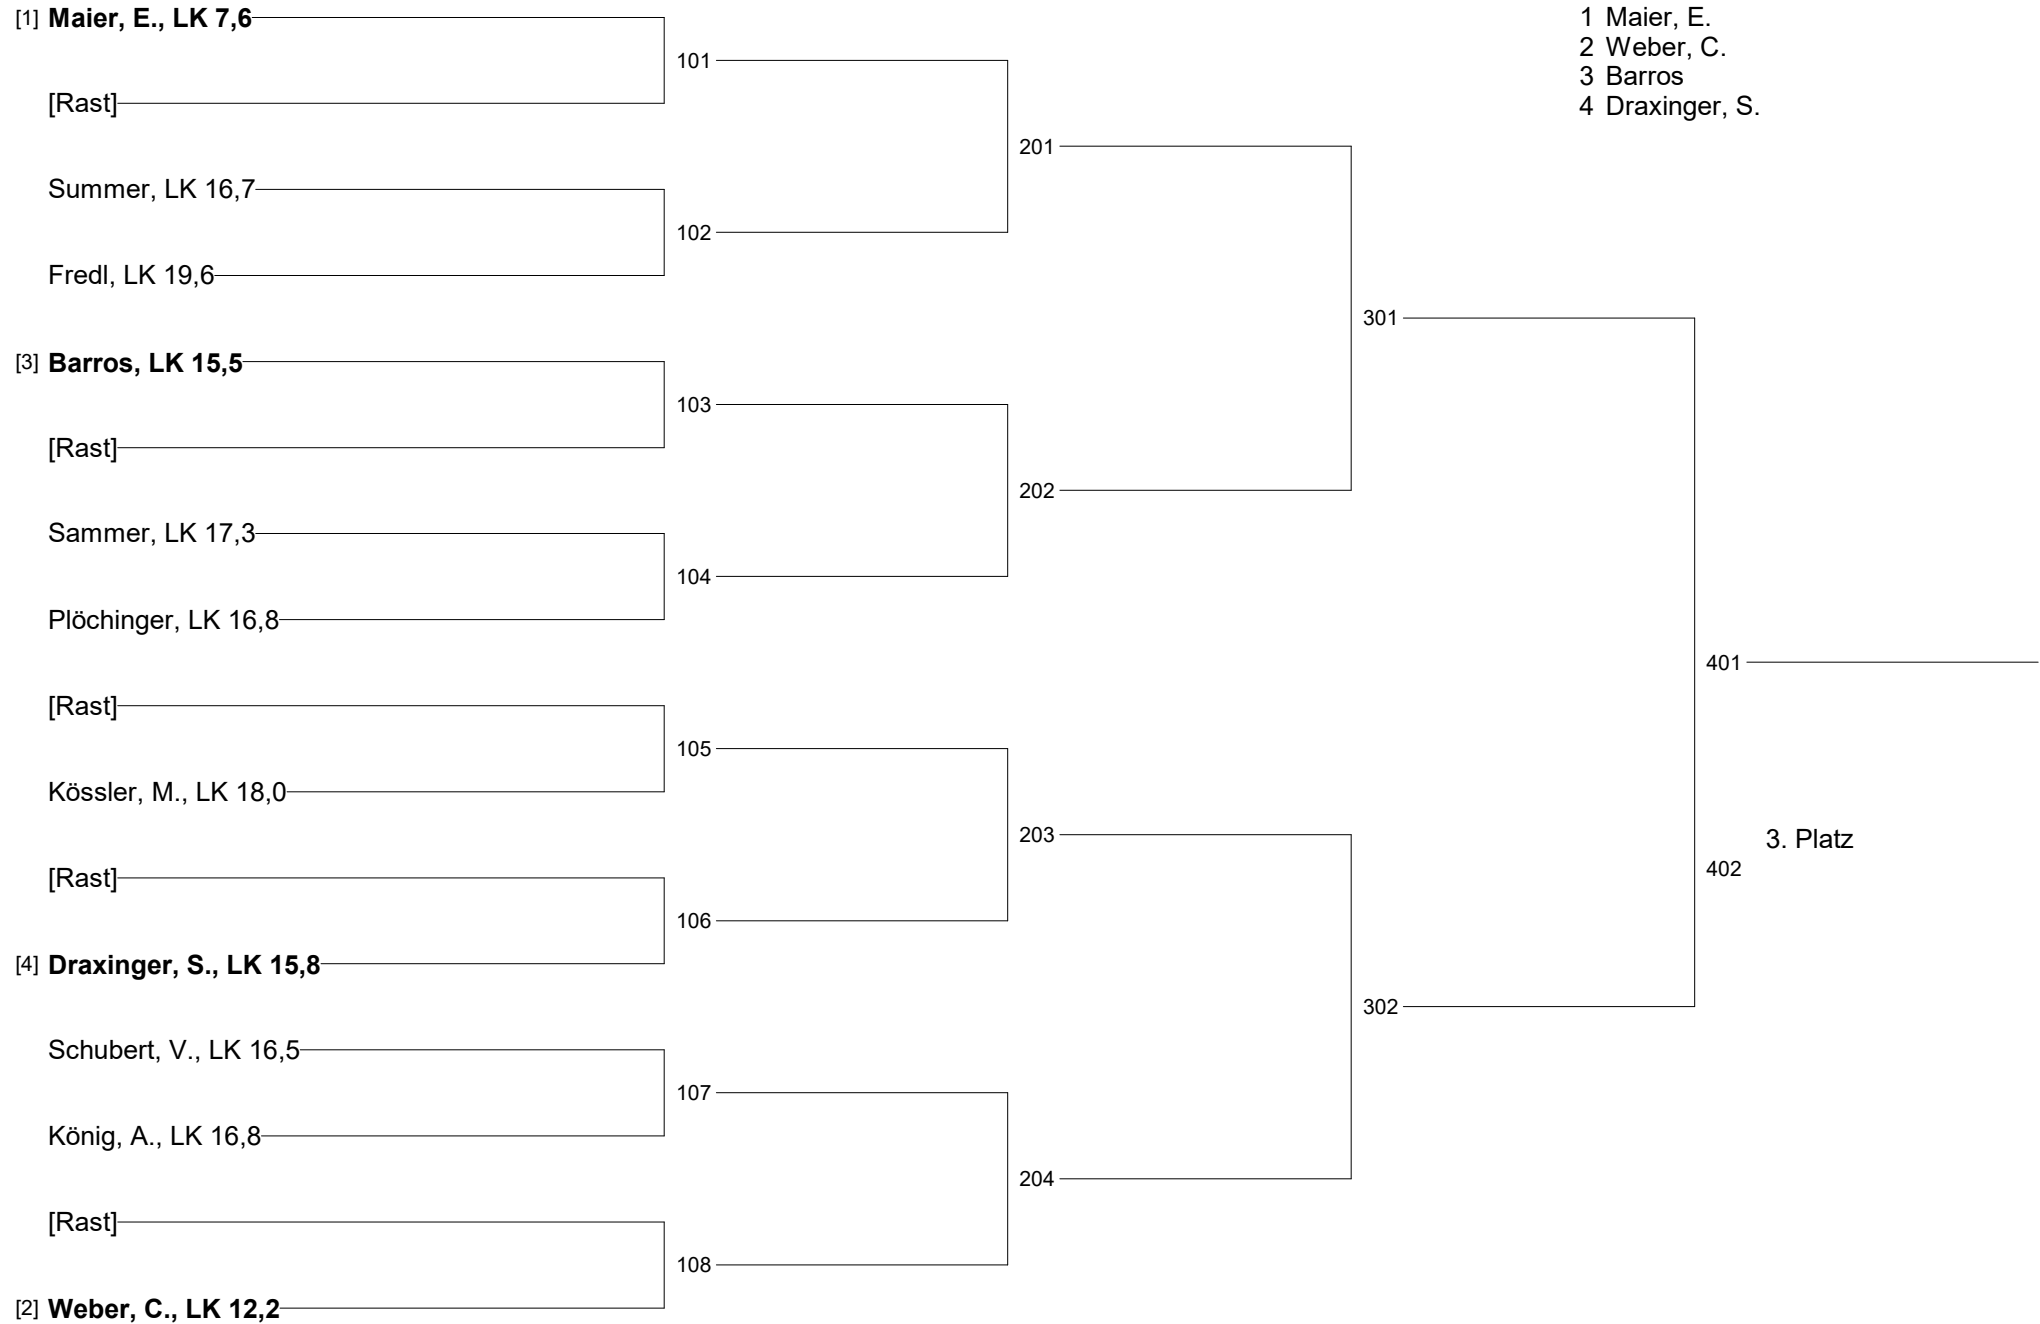 [1] Maier, E., LK 7,6
[Rast]
Summer, LK 16,7
Fredl, LK 19,6
[3] Barros, LK 15,5
[Rast]
Sammer, LK 17,3
Plöchinger, LK 16,8
[Rast]
Kössler, M., LK 18,0
[Rast]
[4] Draxinger, S., LK 15,8
Schubert, V., LK 16,5
König, A., LK 16,8
[Rast]
[2] Weber, C., LK 12,2
101
102
103
104
105
106
107
108
201
202
203
204
301
302
401
3. Platz
402
1 Maier, E.
2 Weber, C.
3 Barros
4 Draxinger, S.